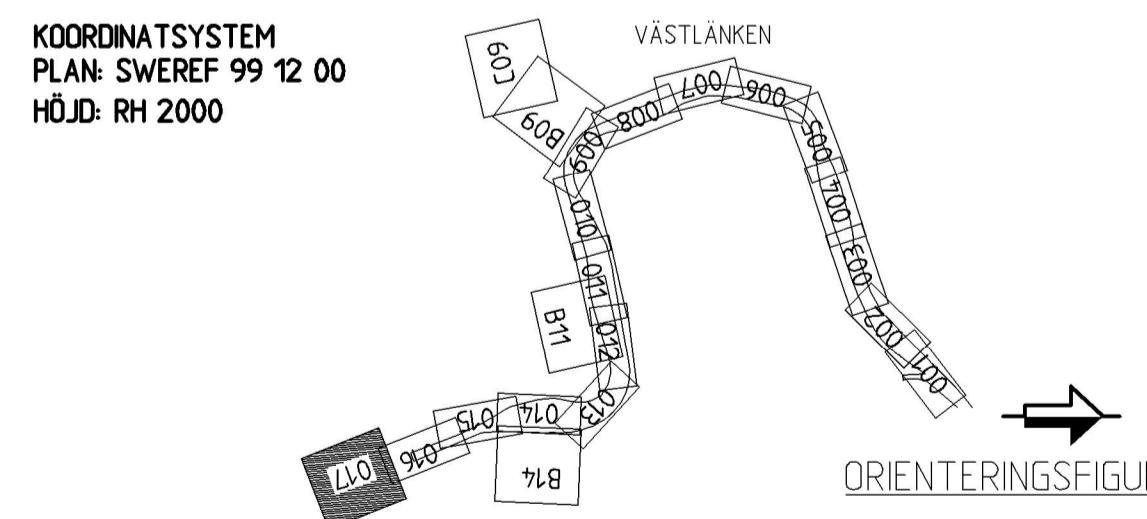 KOORDINATSYSTEM
PLAN: SWEREF 99 12 00
HÖJD: RH 2000
VÄSTLÄNKEN
C09
B09
009
008
007
006
005
004
003
002
001
010
011
B11
012
013
014
B14
015
016
017
ORIENTERINGSFIGU